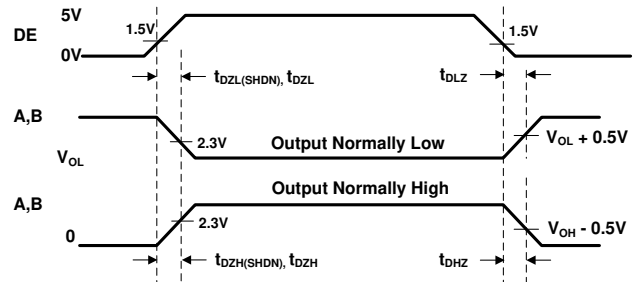 5V
DE
1.5V
1.5V
0V
tDZL(SHDN), tDZL
tDLZ
A,B
2.3V
Output Normally Low
VOL + 0.5V
VOL
Output Normally High
A,B
2.3V
VOH - 0.5V
0
tDZH(SHDN), tDZH
tDHZ